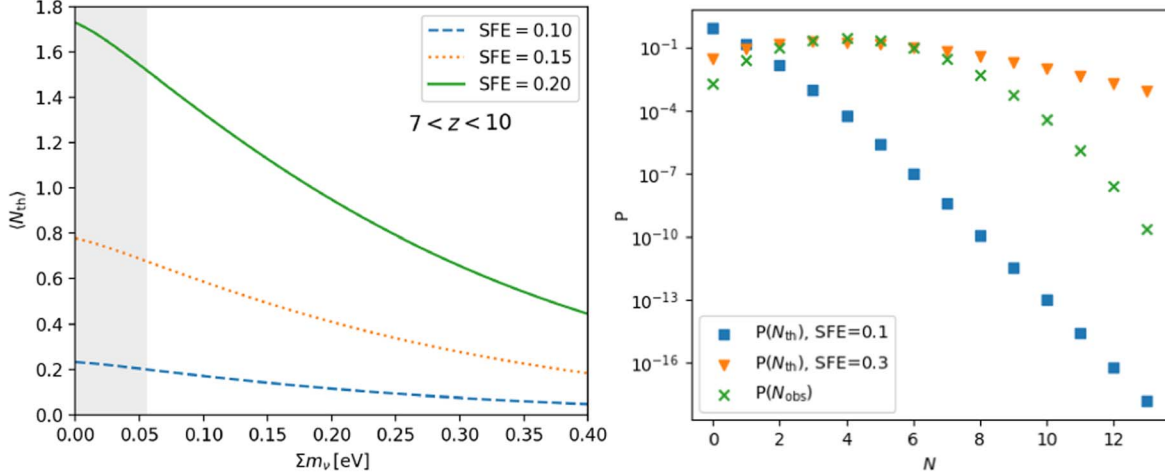 1.8
1.6
1.4
1.2
1.0
0.8
0.6
0.4
0.2
0.0
⟨N_th⟩
SFE = 0.10
SFE = 0.15
SFE = 0.20
7 < z < 10
0.00 0.05 0.10 0.15 0.20 0.25 0.30 0.35 0.40
Σm_ν [eV]
10⁻¹
10⁻⁴
10⁻⁷
10⁻¹⁰
10⁻¹³
10⁻¹⁶
P
P(N_th), SFE=0.1
P(N_th), SFE=0.3
P(N_obs)
0 2 4 6 8 10 12
N